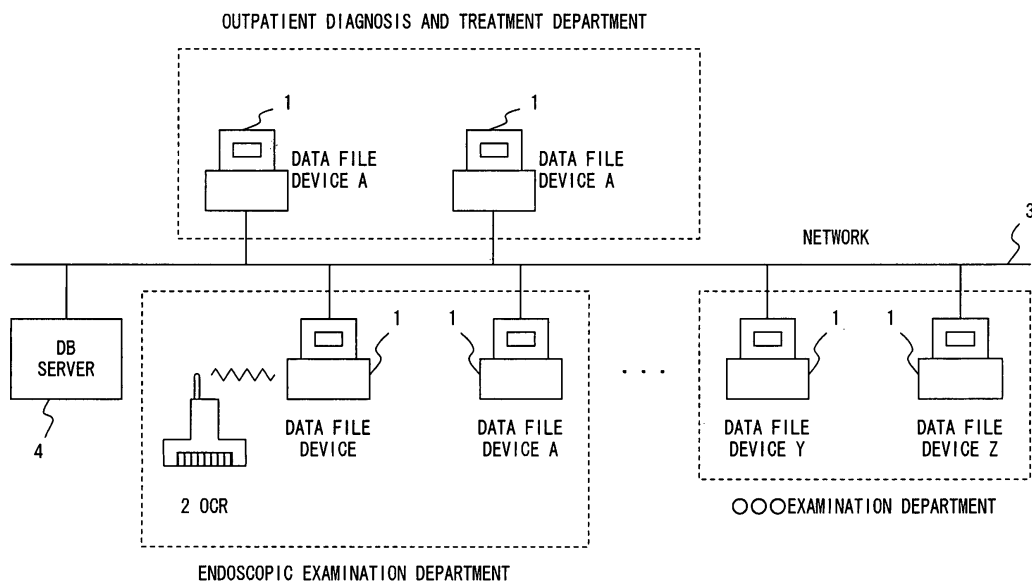 OUTPATIENT DIAGNOSIS AND TREATMENT DEPARTMENT
1
1
DATA FILE
DEVICE A
DATA FILE
DEVICE A
NETWORK
3
DB
SERVER
4
1
1
1
1
. . .
DATA FILE
DEVICE
DATA FILE
DEVICE A
DATA FILE
DEVICE Y
DATA FILE
DEVICE Z
2 OCR
○○○EXAMINATION DEPARTMENT
ENDOSCOPIC EXAMINATION DEPARTMENT